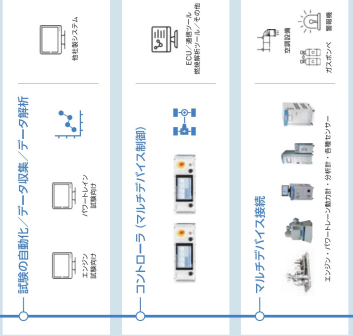 試験の自動化／データ収集／データ解析
エンジン
試験向け
パワートレイン
試験向け
他社製システム
コントローラ（マルチデバイス制御）
ECU／適合ツール
燃焼解析ツール／その他
マルチデバイス接続
エンジン・パワートレーン動力計・分析計・各種センサー
空調設備
ガスボンベ
警報機